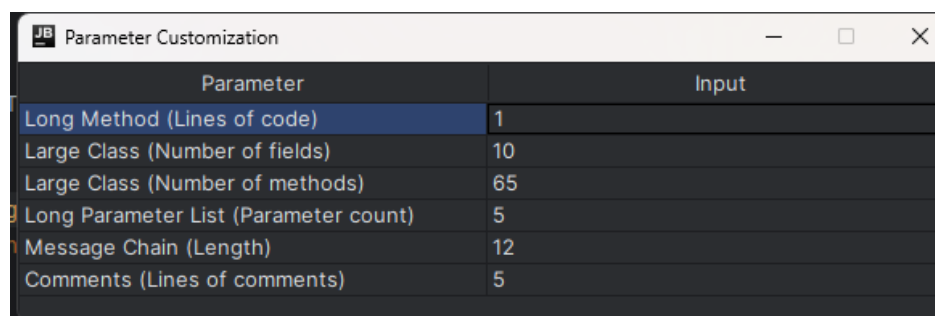 JB Parameter Customization
Parameter Input
Long Method (Lines of code) 1
Large Class (Number of fields) 10
Large Class (Number of methods) 65
Long Parameter List (Parameter count) 5
Message Chain (Length) 12
Comments (Lines of comments) 5